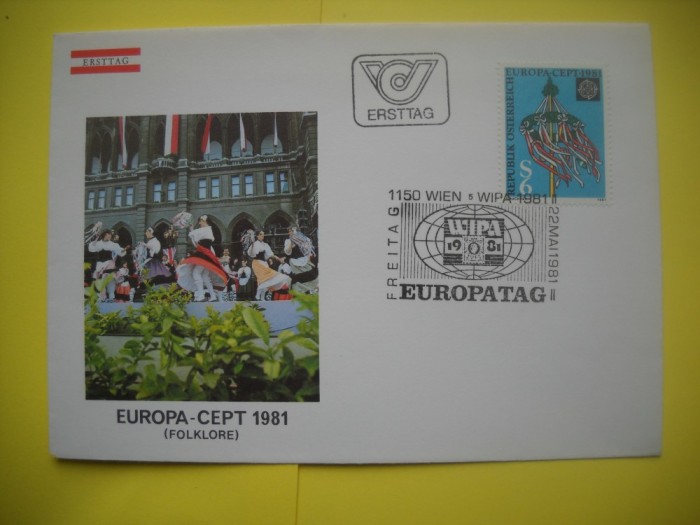 ERSTTAG
ERSTTAG
EUROPA-CEPT 1981
REPUBLIK ÖSTERREICH
S6
1150 WIEN 5 WIPA 1981
FREITAG
22.MAI 1981
WIPA
1981
EUROPATAG
EUROPA-CEPT 1981
(FOLKLORE)